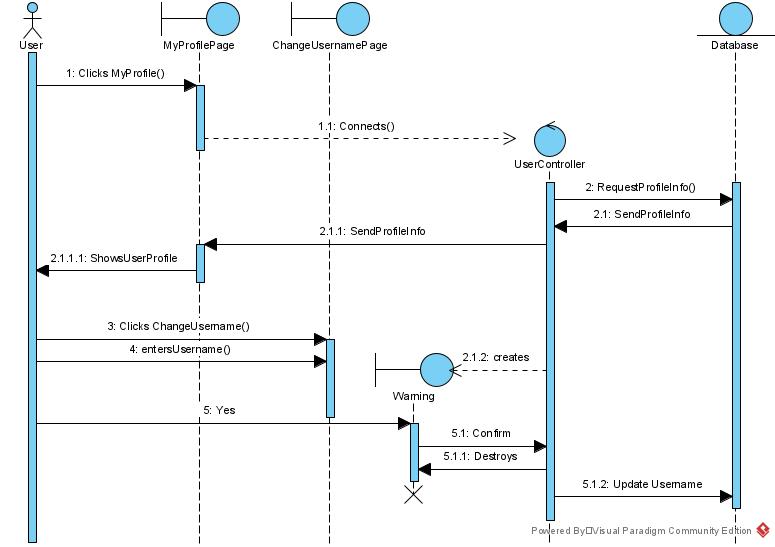 User
MyProfilePage
ChangeUsernamePage
Database
1: Clicks MyProfile()
1.1: Connects()
UserController
2: RequestProfileInfo()
2.1: SendProfileInfo
2.1.1: SendProfileInfo
2.1.1.1: ShowsUserProfile
3: Clicks ChangeUsername()
4: entersUsername()
2.1.2: creates
Warning
5: Yes
5.1: Confirm
5.1.1: Destroys
5.1.2: Update Username
Powered By□Visual Paradigm Community Edition